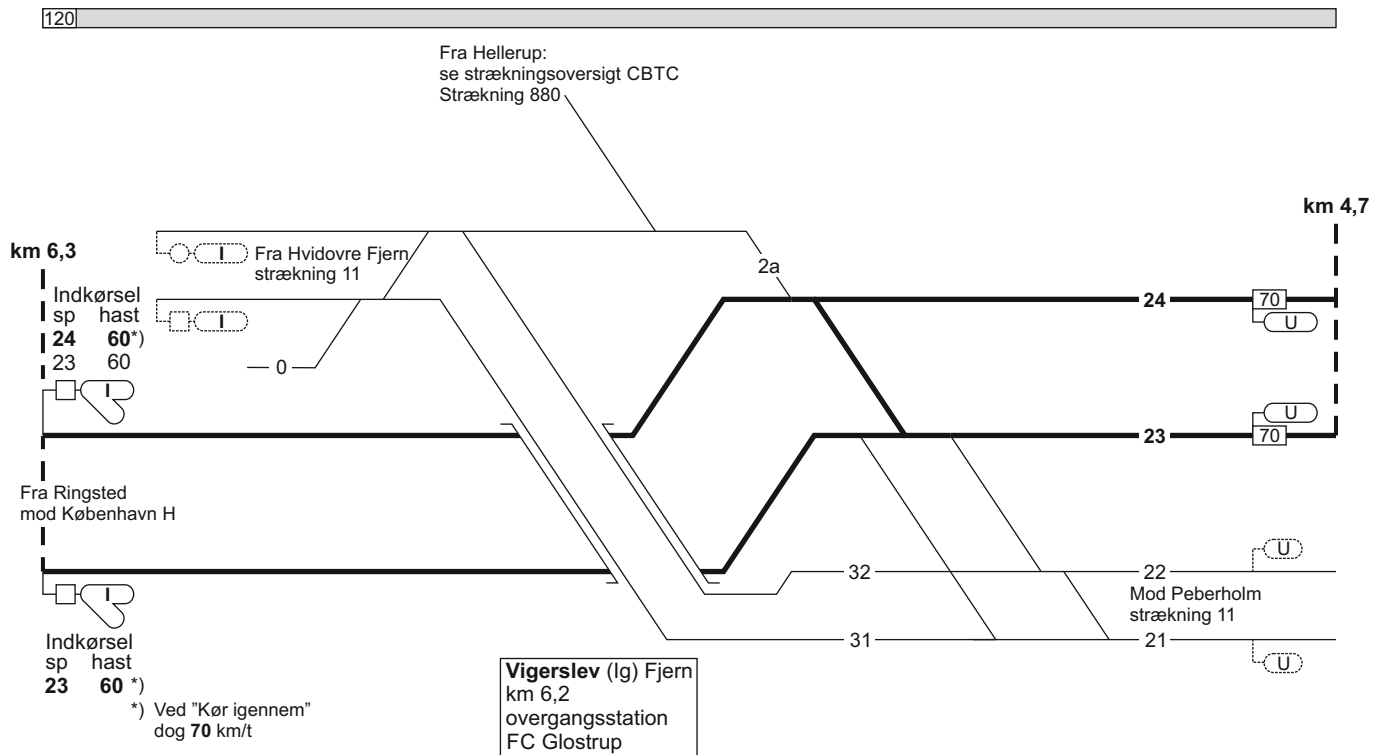 120
Fra Hellerup:
se strækningsoversigt CBTC
Strækning 880
km 4,7
km 6,3
I
Fra Hvidovre Fjern
strækning 11
2a
Indkørsel
sp hast
24 60*)
23 60
I
0
24
70
U
I
U
23
70
Fra Ringsted
mod København H
U
32
22
I
Mod Peberholm
strækning 11
31
21
U
Indkørsel
sp hast
23 60 *)
*) Ved ”Kør igennem”
dog 70 km/t
Vigerslev (Ig) Fjern
km 6,2
overgangsstation
FC Glostrup